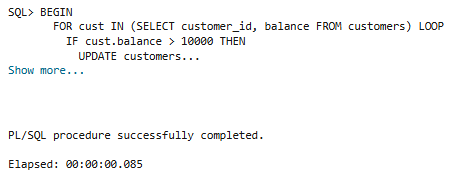 SQL> BEGIN
FOR cust IN (SELECT customer_id, balance FROM customers) LOOP
IF cust.balance > 10000 THEN
UPDATE customers...
Show more...
PL/SQL procedure successfully completed.
Elapsed: 00:00:00.085